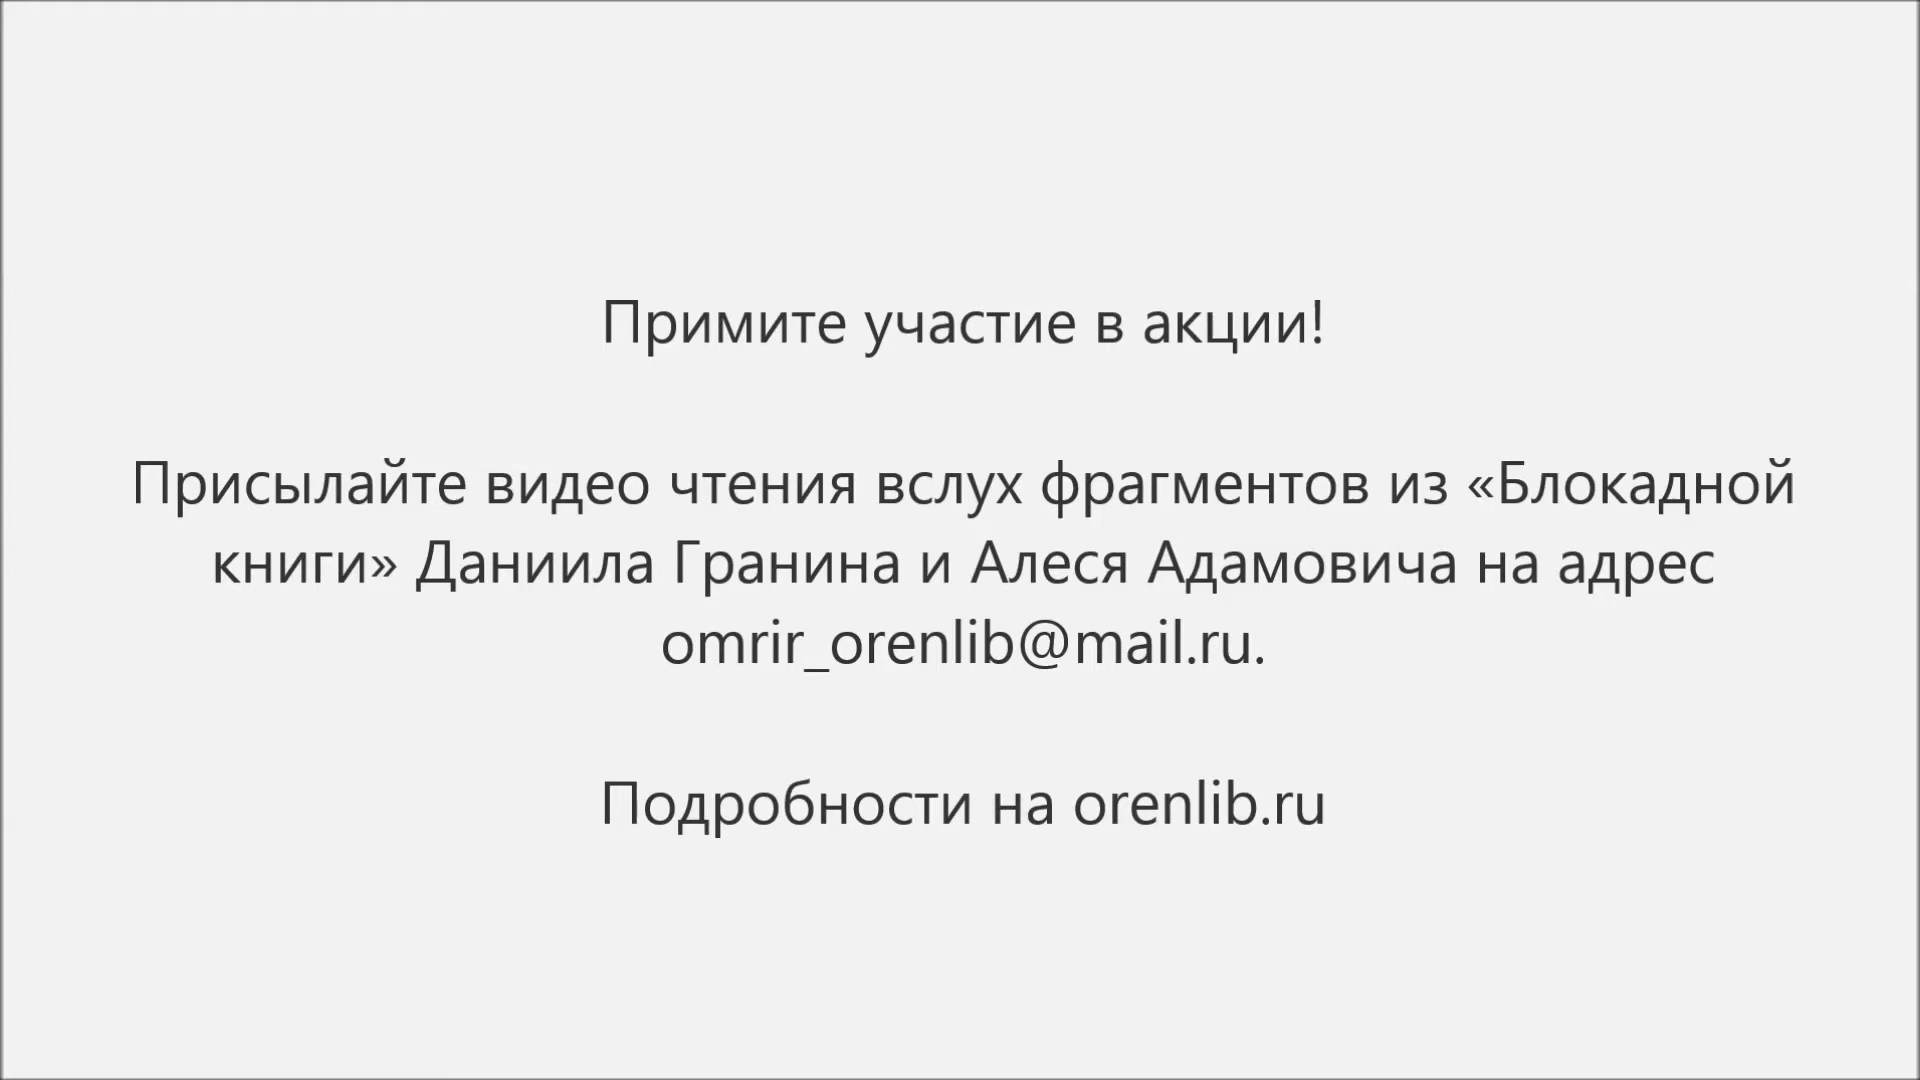 Примите участие в акции!
Присылайте видео чтения вслух фрагментов из «Блокадной
книги» Даниила Гранина и Алеся Адамовича на адрес
omrir_orenlib@mail.ru.
Подробности на orenlib.ru